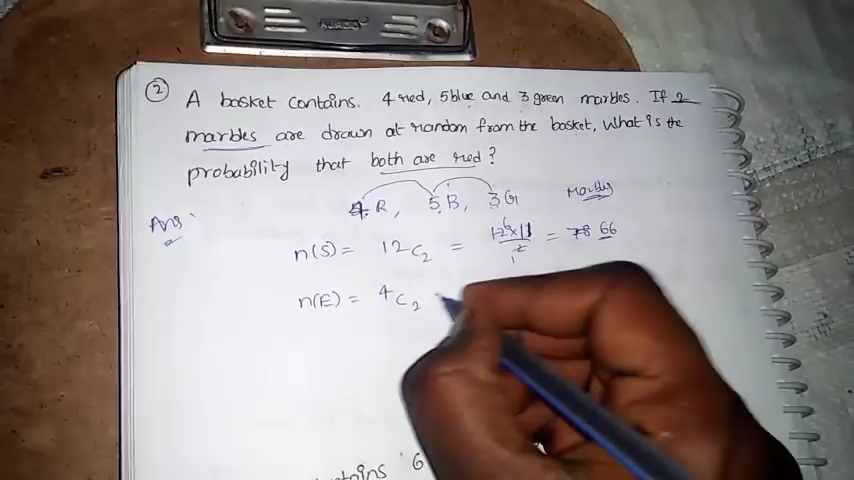 ② A basket contains. 4 red, 5 blue and 3 green marbles. If 2
marbles are drawn at random from the basket, What is the
probability that both are red?
4 R, 5 B, 3 G
Ans:
n(S) = 12C₂ = 12×11/2 = 78 66
n(E) = ⁴C₂
6